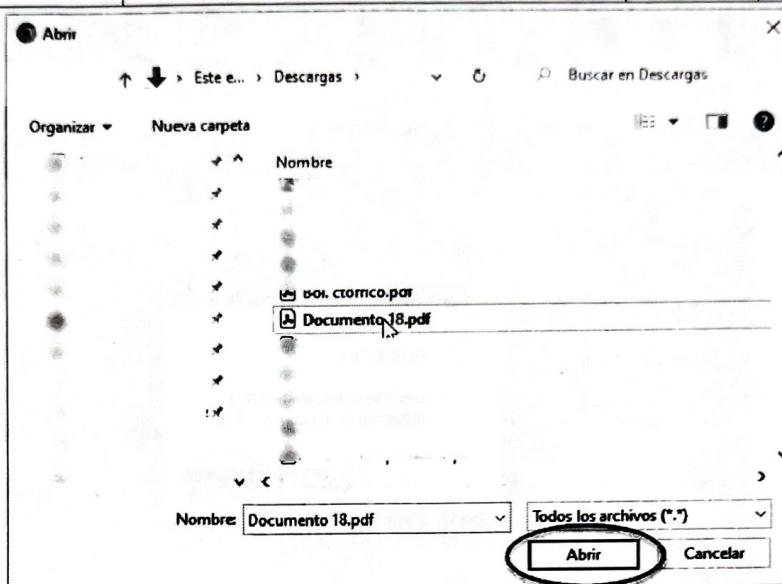 Abrir
Este e... › Descargas ›
Buscar en Descargas
Organizar
Nueva carpeta
Nombre
Documento 18.pdf
Nombre: Documento 18.pdf
Todos los archivos (*.*)
Abrir
Cancelar